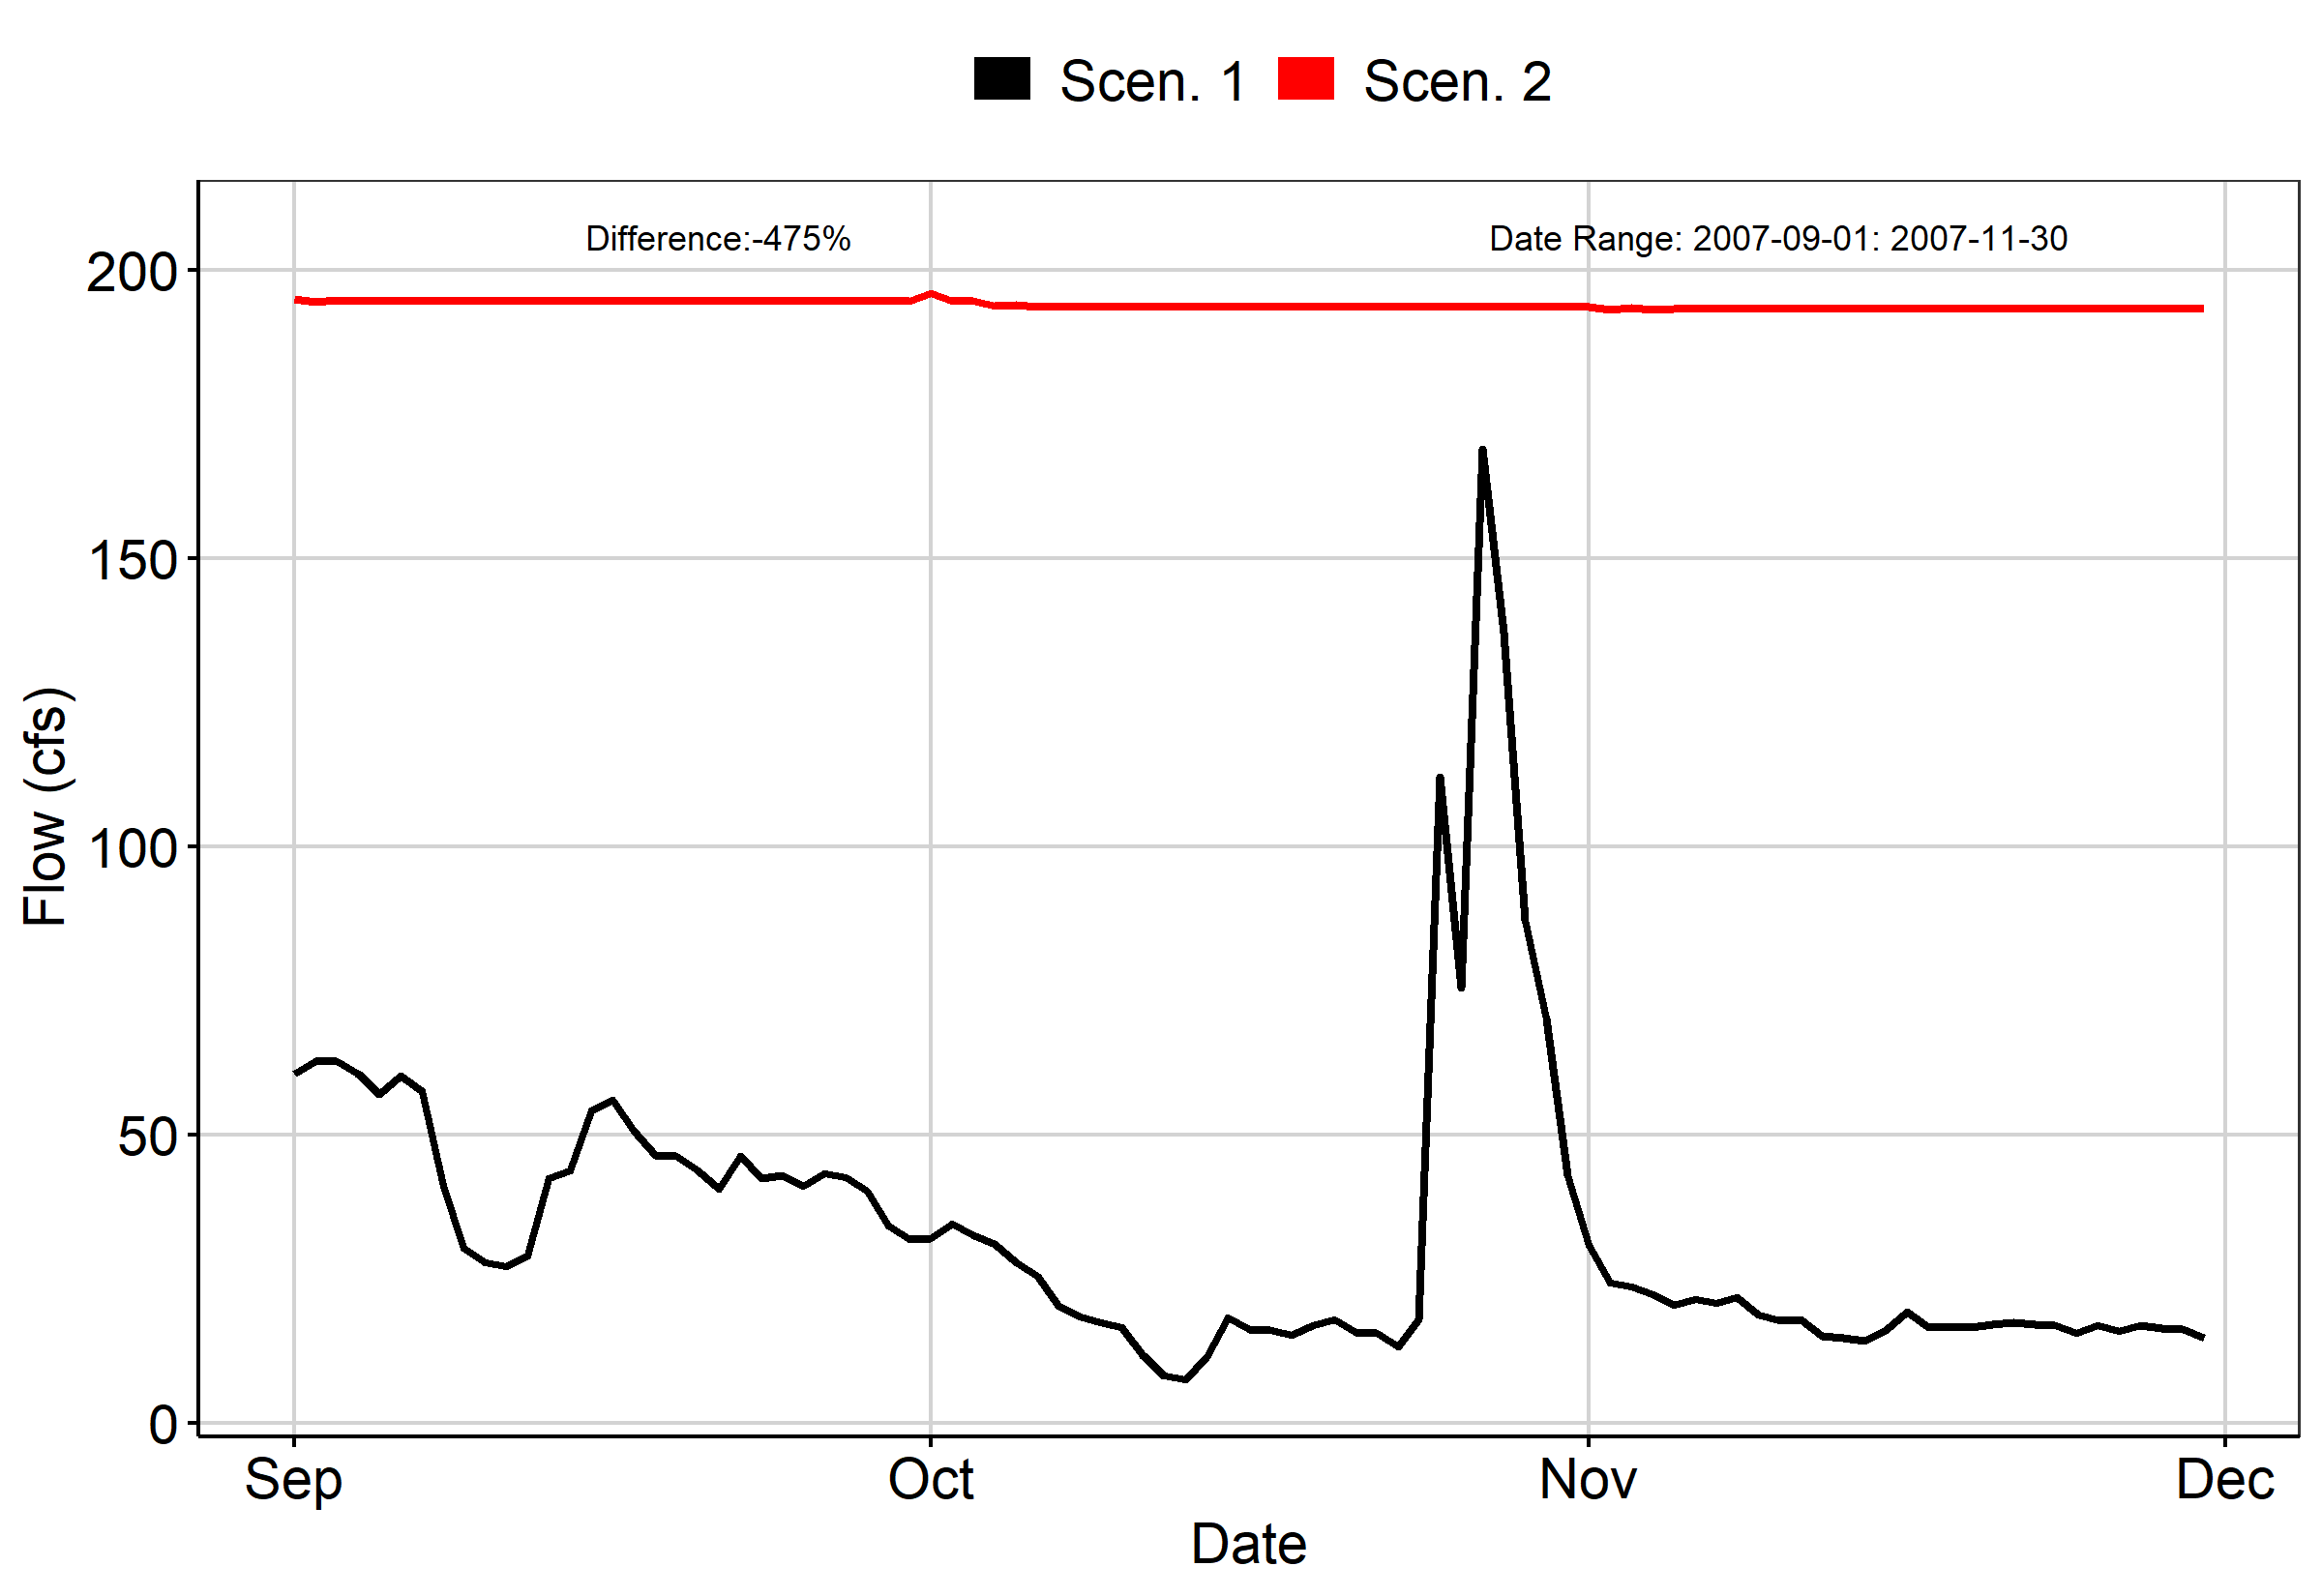 Scen. 1 Scen. 2
Difference:-475% Date Range: 2007-09-01: 2007-11-30
200
150
100
50
0
Flow (cfs)
Sep Oct Nov Dec
Date